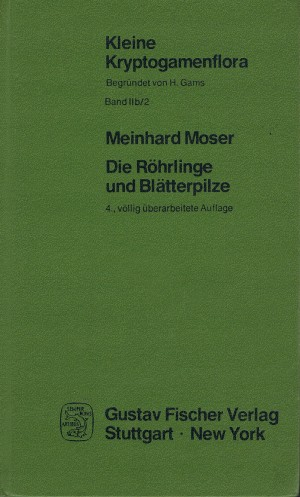 Kleine
Kryptogamenflora
Begründet von H. Gams
Band IIb/2
Meinhard Moser
Die Röhrlinge
und Blätterpilze
4., völlig überarbeitete Auflage
Gustav Fischer Verlag
Stuttgart · New York